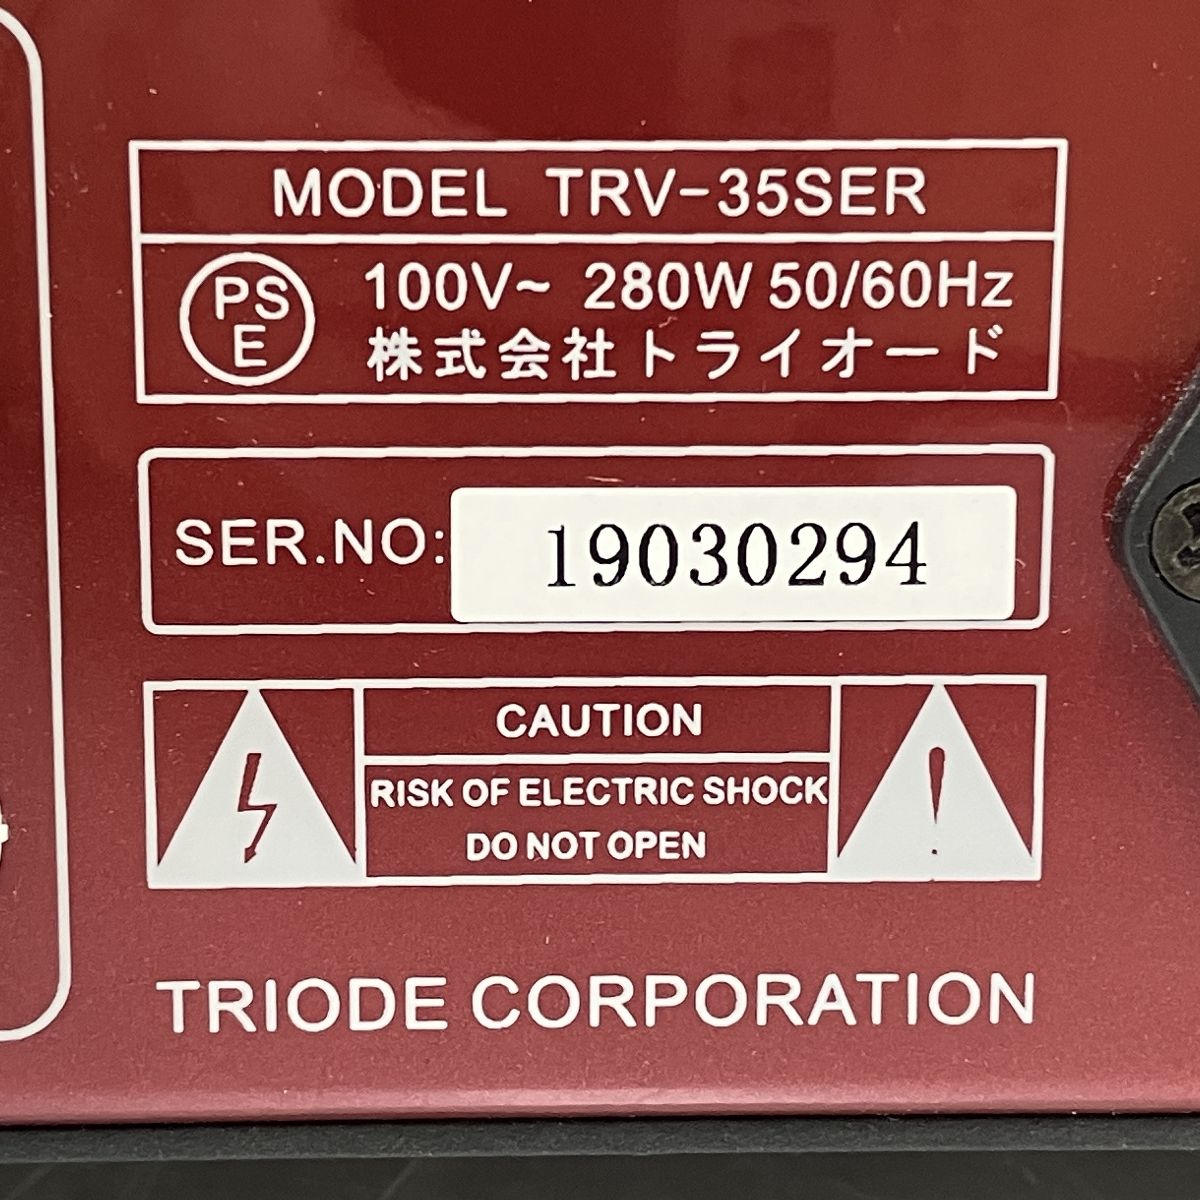 MODEL TRV-35SER
PS
E
100V~ 280W 50/60Hz
株式会社トライオード
SER.NO: 19030294
CAUTION
RISK OF ELECTRIC SHOCK
DO NOT OPEN
TRIODE CORPORATION